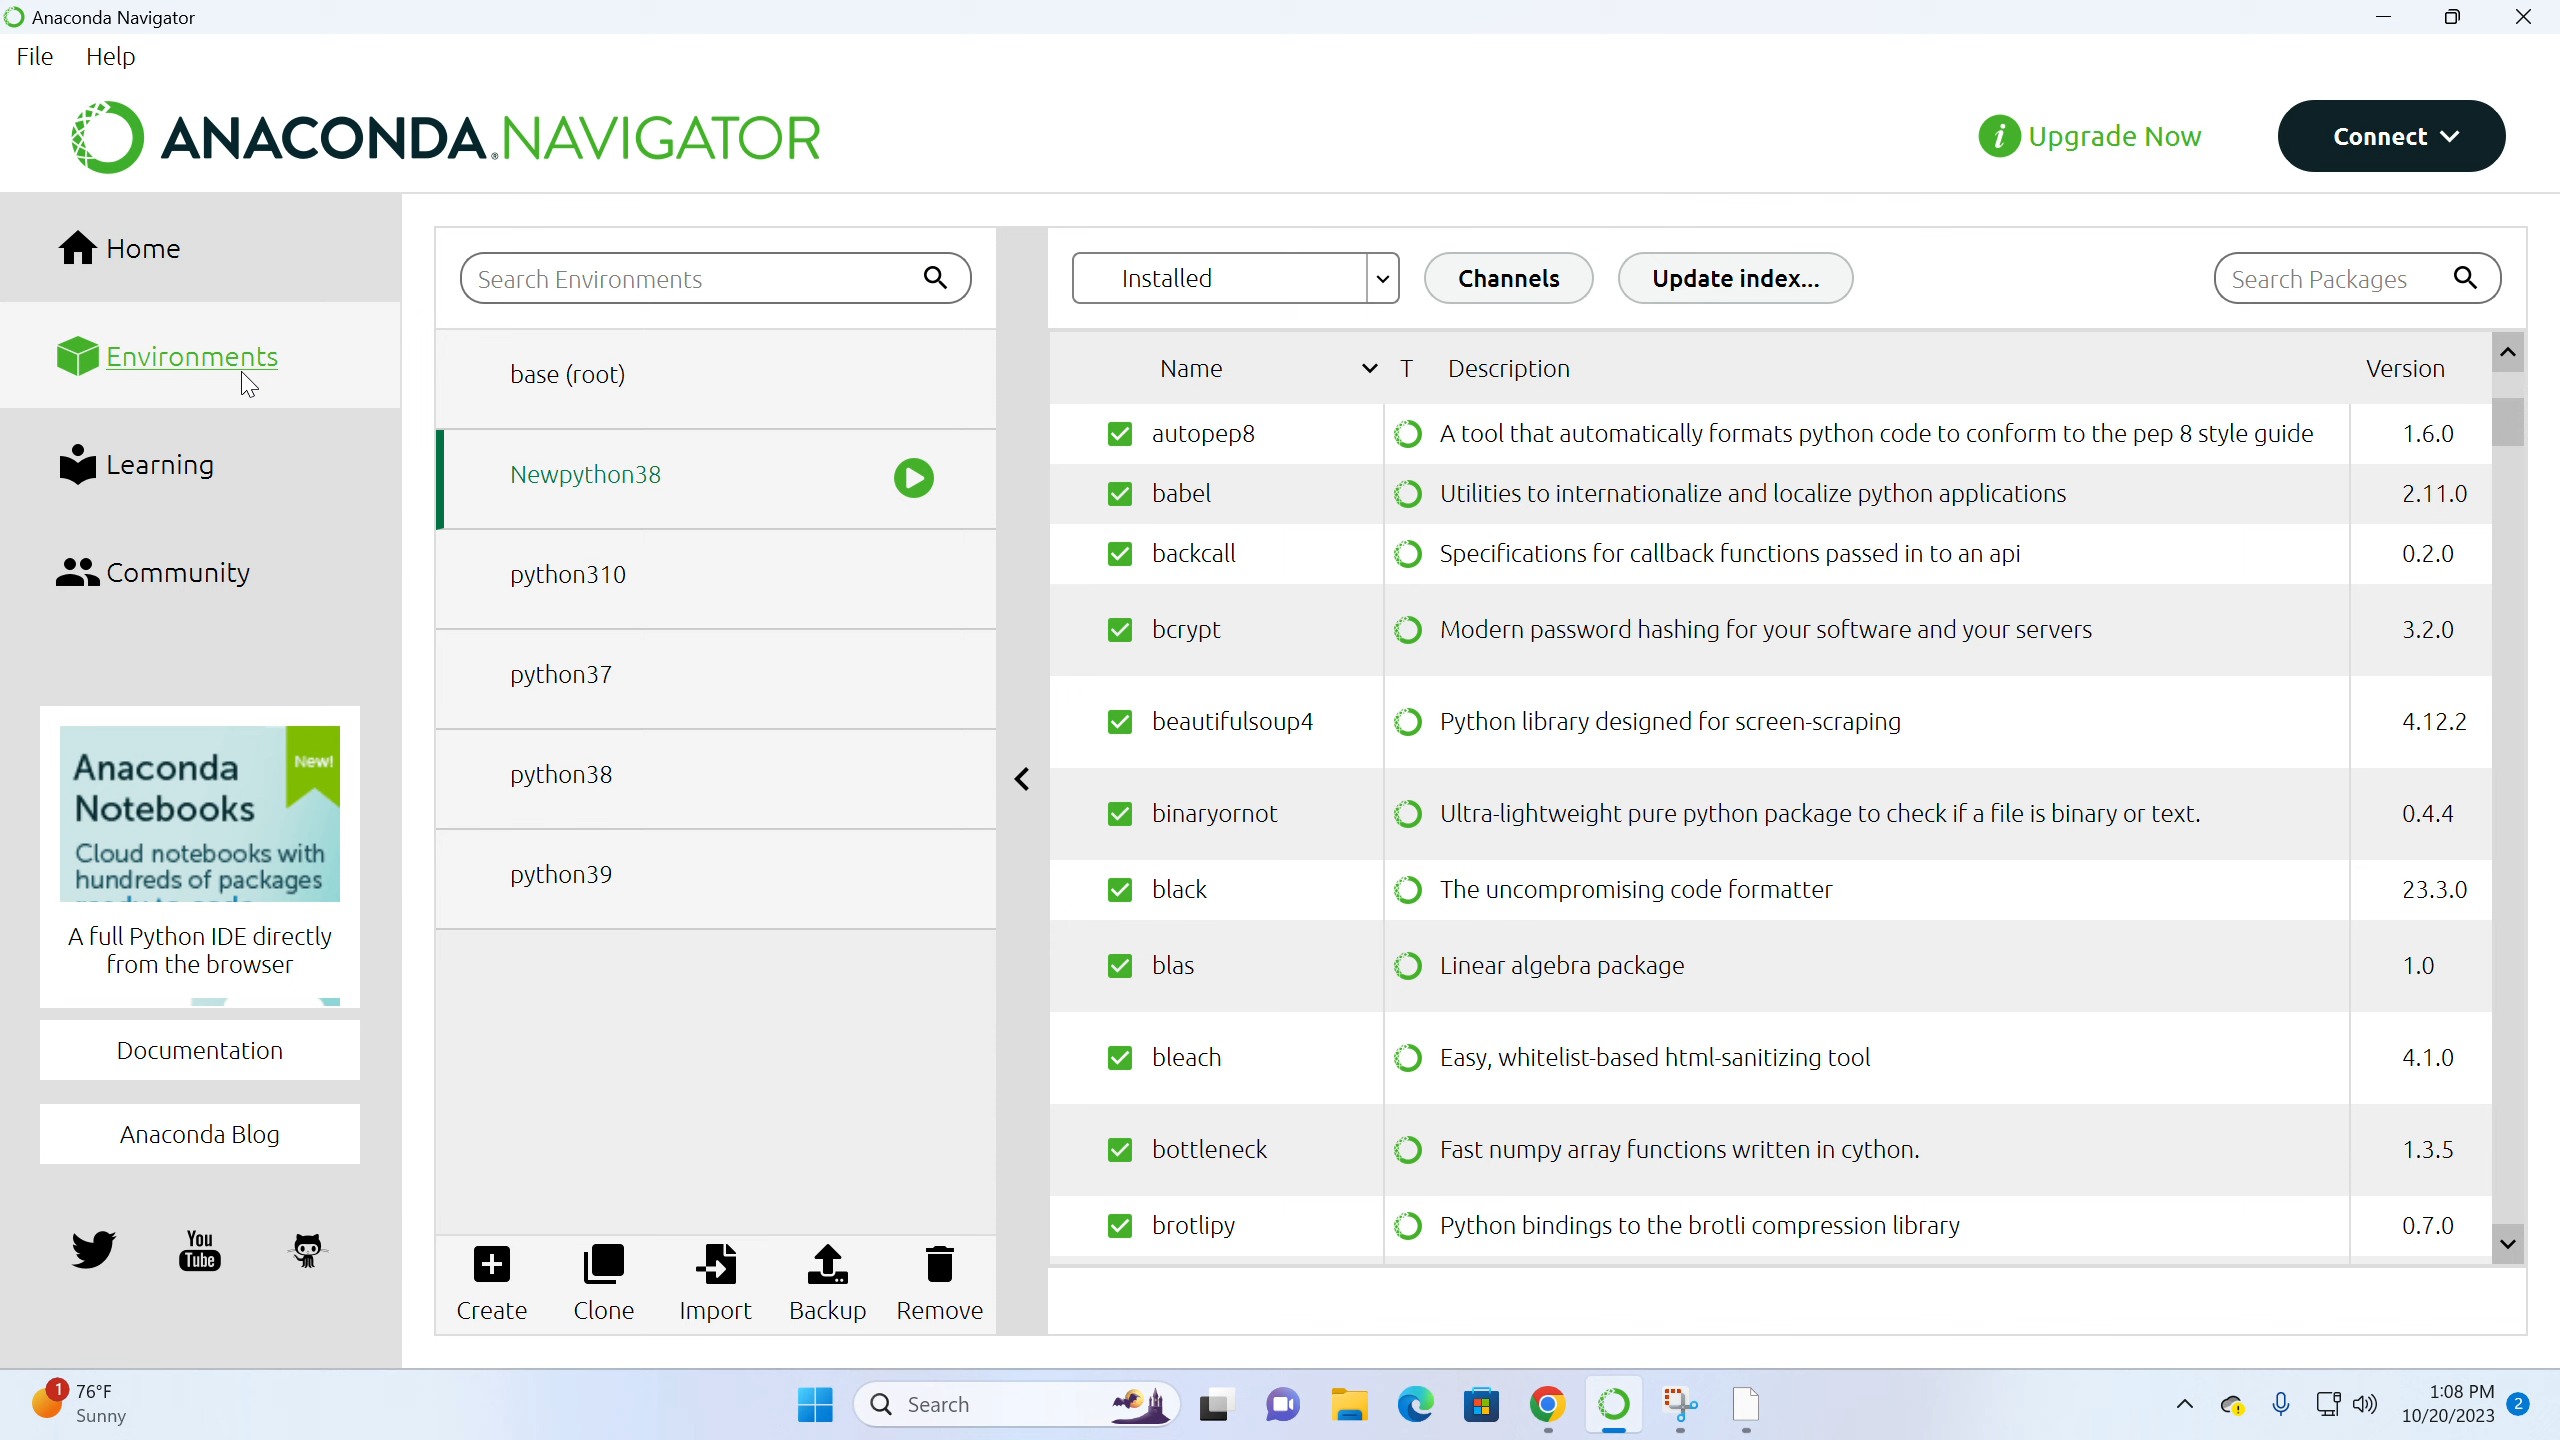 Anaconda Navigator
File Help
ANACONDA.NAVIGATOR
Upgrade Now
Connect
Home
Environments
Learning
Community
Anaconda Notebooks
New!
Cloud notebooks with
hundreds of packages
A full Python IDE directly
from the browser
Documentation
Anaconda Blog
You
Tube
Search Environments
base (root)
Newpython38
python310
python37
python38
python39
Create Clone Import Backup Remove
Installed Channels Update index... Search Packages
Name T Description Version
autopep8 A tool that automatically formats python code to conform to the pep 8 style guide 1.6.0
babel Utilities to internationalize and localize python applications 2.11.0
backcall Specifications for callback functions passed in to an api 0.2.0
bcrypt Modern password hashing for your software and your servers 3.2.0
beautifulsoup4 Python library designed for screen-scraping 4.12.2
binaryornot Ultra-lightweight pure python package to check if a file is binary or text. 0.4.4
black The uncompromising code formatter 23.3.0
blas Linear algebra package 1.0
bleach Easy, whitelist-based html-sanitizing tool 4.1.0
bottleneck Fast numpy array functions written in cython. 1.3.5
brotlipy Python bindings to the brotli compression library 0.7.0
1
76°F
Sunny
Search
1:08 PM
10/20/2023
2